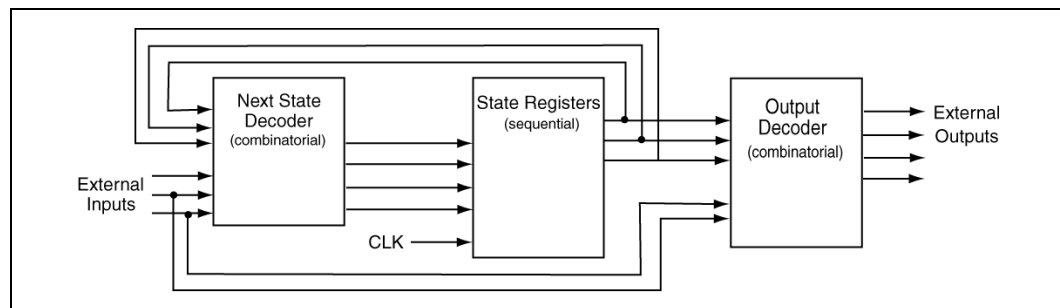 Next State
Decoder
(combinatorial)
State Registers
(sequential)
Output
Decoder
(combinatorial)
External
Outputs
External
Inputs
CLK